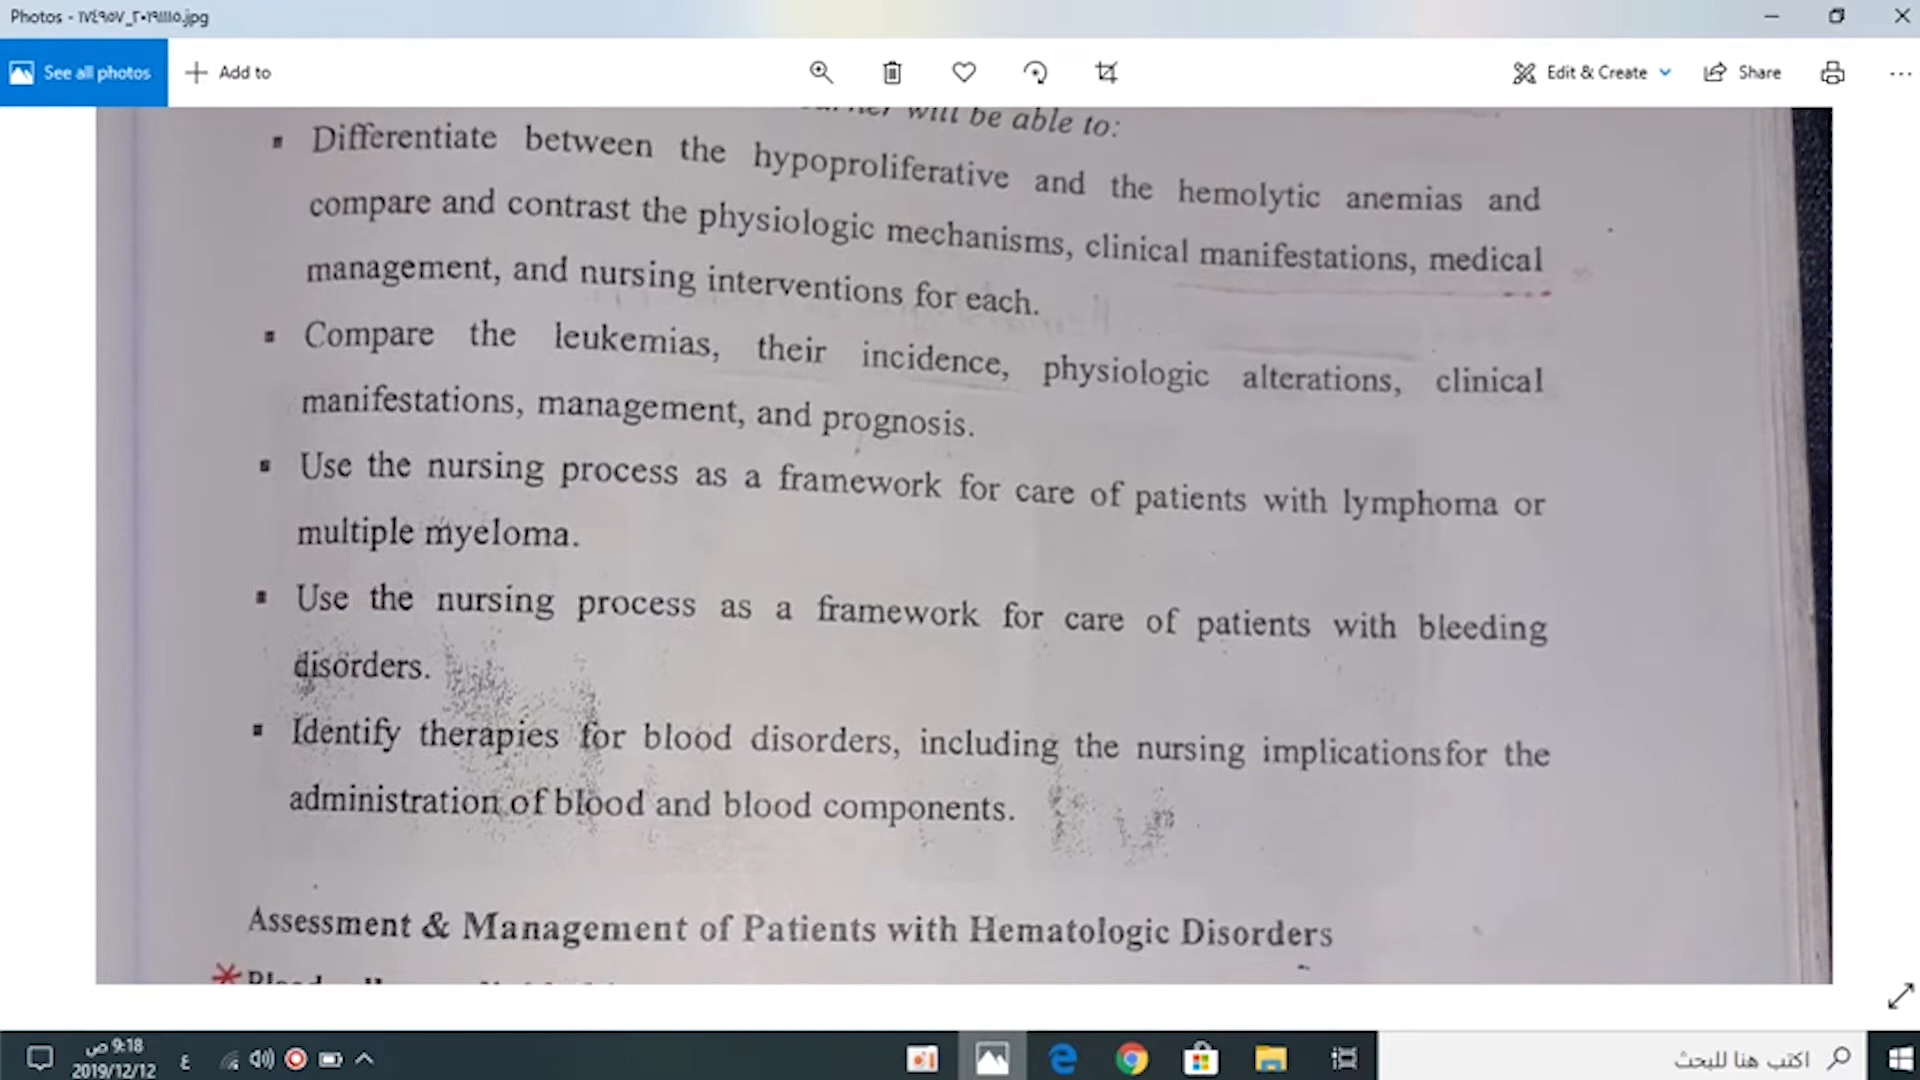 Photos - ٢٠١٩١١١٥_١٧٤٩٥٧.jpg
See all photos
Add to
Edit & Create
Share
will be able to:
▪ Differentiate between the hypoproliferative and the hemolytic anemias and
compare and contrast the physiologic mechanisms, clinical manifestations, medical
management, and nursing interventions for each.
▪ Compare the leukemias, their incidence, physiologic alterations, clinical
manifestations, management, and prognosis.
▪ Use the nursing process as a framework for care of patients with lymphoma or
multiple myeloma.
▪ Use the nursing process as a framework for care of patients with bleeding
disorders.
▪ Identify therapies for blood disorders, including the nursing implications for the
administration of blood and blood components.
Assessment & Management of Patients with Hematologic Disorders
9:18 ص
2019/12/12
ع
اكتب هنا للبحث